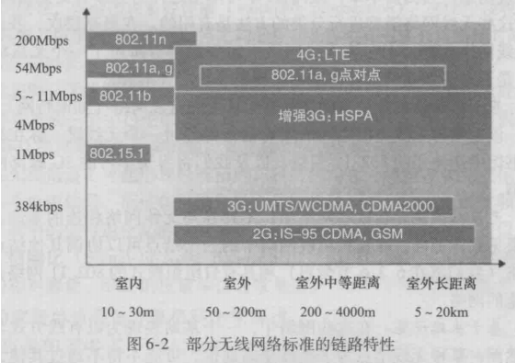 200Mbps
802.11n
4G：LTE
54Mbps
802.11a, g
802.11a, g点对点
5～11Mbps
802.11b
增强3G：HSPA
4Mbps
1Mbps
802.15.1
384kbps
3G：UMTS/WCDMA, CDMA2000
2G：IS-95 CDMA, GSM
室内 室外 室外中等距离 室外长距离
10～30m 50～200m 200～4000m 5～20km
图 6-2 部分无线网络标准的链路特性